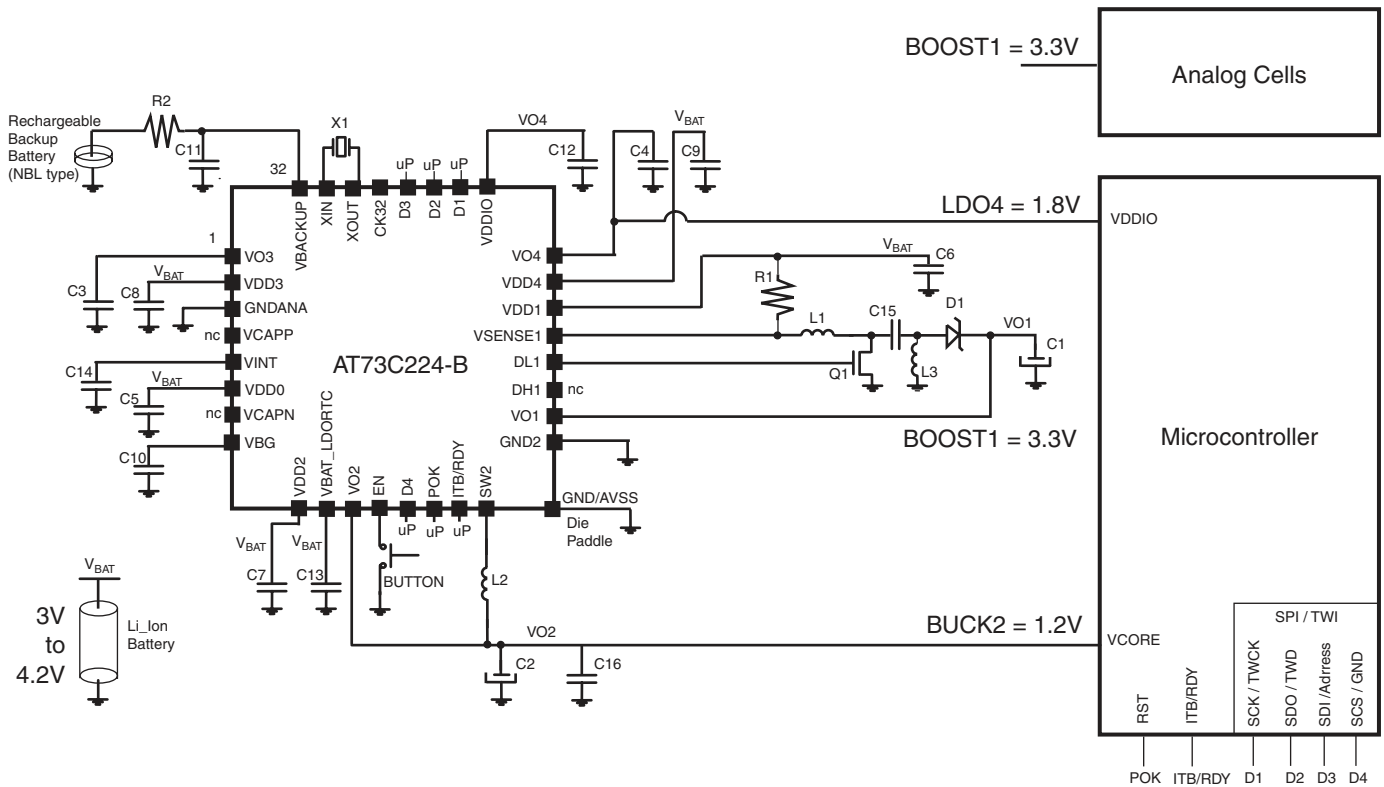 BOOST1 = 3.3V
Analog Cells
R2
Rechargeable
Backup
Battery
(NBL type)
C11
X1
VO4
C12
C4
VBAT
C9
32
uP
uP
uP
VBACKUP
XIN
XOUT
CK32
D3
D2
D1
VDDIO
LDO4 = 1.8V
VDDIO
1
VO3
VO4
VBAT
C6
VBAT
VDD3
VDD4
C3
C8
R1
GNDANA
VDD1
C15
D1
L1
VO1
nc
VCAPP
VSENSE1
C1
C14
VINT
AT73C224-B
DL1
Q1
L3
VBAT
VDD0
DH1
nc
C5
nc
VCAPN
VO1
BOOST1 = 3.3V
Microcontroller
C10
VBG
GND2
VDD2
VBAT_LDORTC
VO2
EN
D4
POK
ITB/RDY
SW2
GND/AVSS
Die
Paddle
uP
uP
uP
VBAT
VBAT
C7
C13
BUTTON
L2
VBAT
3V
to
4.2V
Li_Ion
Battery
VO2
BUCK2 = 1.2V
VCORE
C2
C16
SPI / TWI
RST
ITB/RDY
SCK / TWCK
SDO / TWD
SDI /Adrress
SCS / GND
POK
ITB/RDY
D1
D2
D3
D4